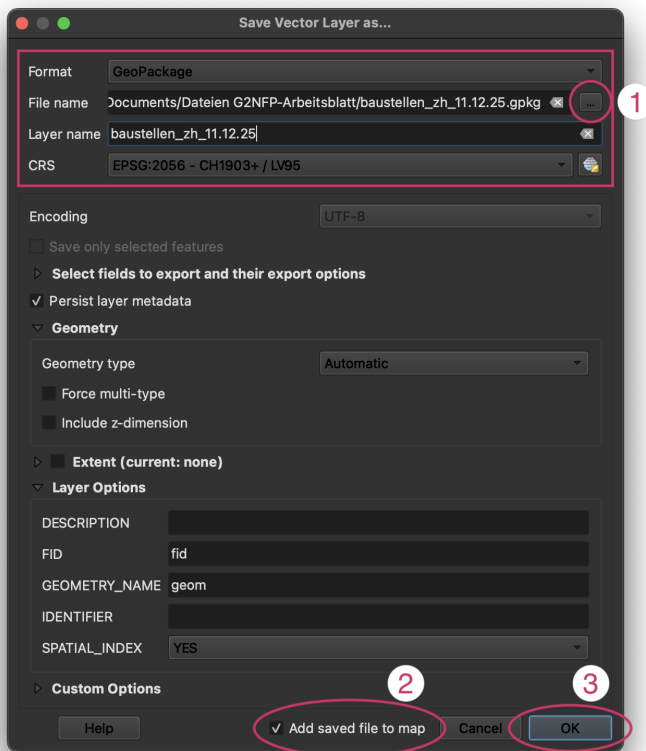 Save Vector Layer as...
Format GeoPackage
File name Documents/Dateien G2NFP-Arbeitsblatt/baustellen_zh_11.12.25.gpkg ... 1
Layer name baustellen_zh_11.12.25
CRS EPSG:2056 - CH1903+ / LV95
Encoding UTF-8
Save only selected features
Select fields to export and their export options
Persist layer metadata
Geometry
Geometry type Automatic
Force multi-type
Include z-dimension
Extent (current: none)
Layer Options
DESCRIPTION
FID fid
GEOMETRY_NAME geom
IDENTIFIER
SPATIAL_INDEX YES
Custom Options
2 3
Help Add saved file to map Cancel OK